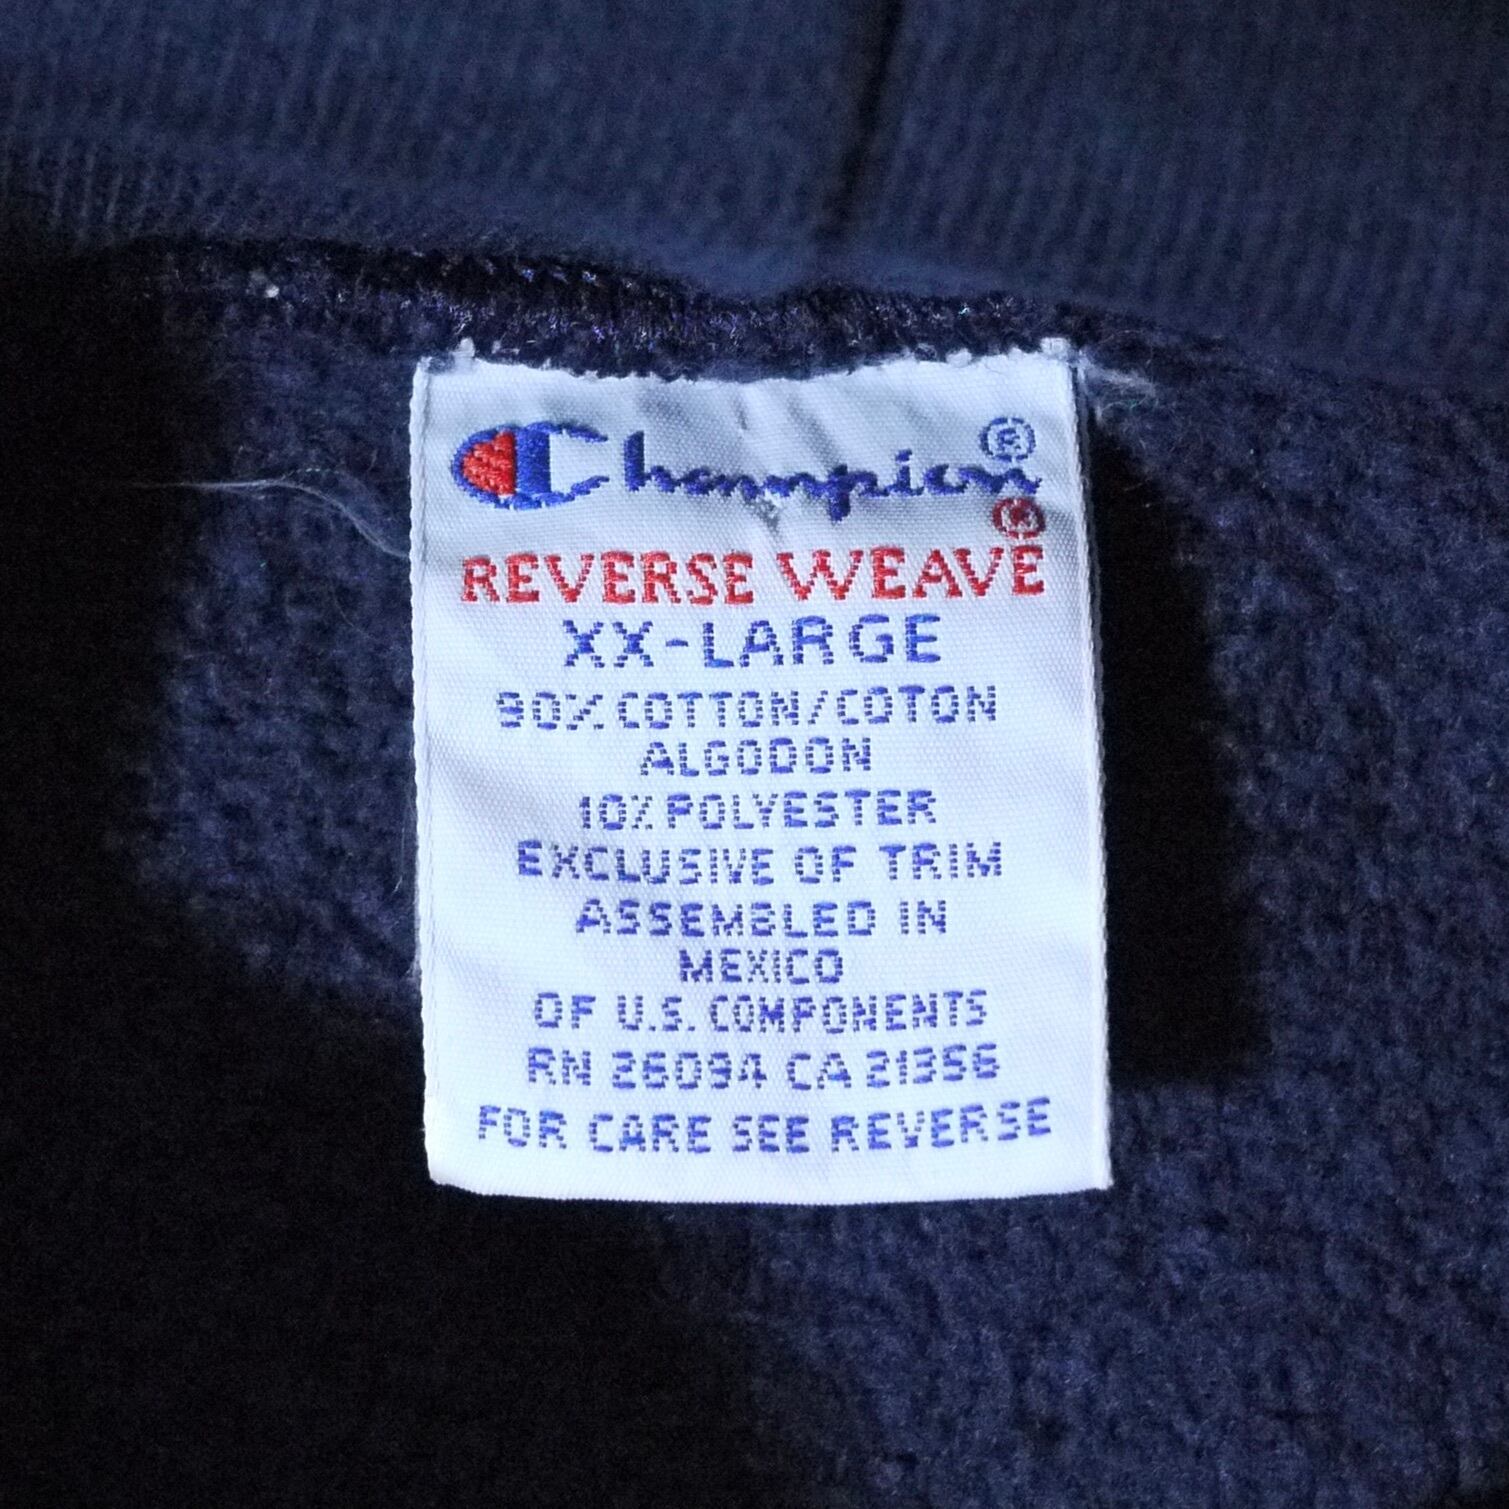 Champion®
REVERSE WEAVE®
XX-LARGE
90% COTTON/COTON
ALGODON
10% POLYESTER
EXCLUSIVE OF TRIM
ASSEMBLED IN
MEXICO
OF U.S. COMPONENTS
RN 26094 CA 21356
FOR CARE SEE REVERSE